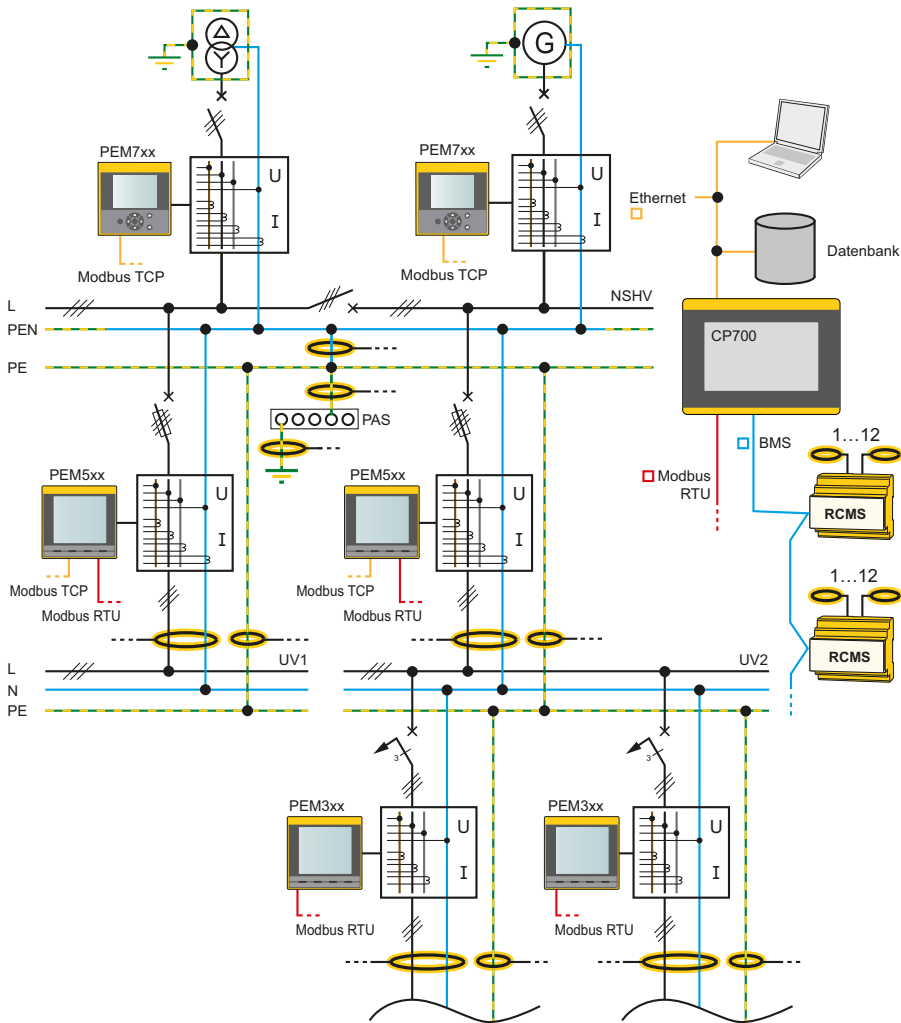 G
PEM7xx
U
I
Modbus TCP
PEM7xx
U
I
Modbus TCP
Ethernet
Datenbank
L
NSHV
PEN
PE
CP700
PAS
BMS
1...12
Modbus
RTU
RCMS
PEM5xx
U
I
Modbus TCP
Modbus RTU
PEM5xx
U
I
Modbus TCP
Modbus RTU
1...12
RCMS
L
UV1
UV2
N
PE
3
3
PEM3xx
U
I
Modbus RTU
PEM3xx
U
I
Modbus RTU